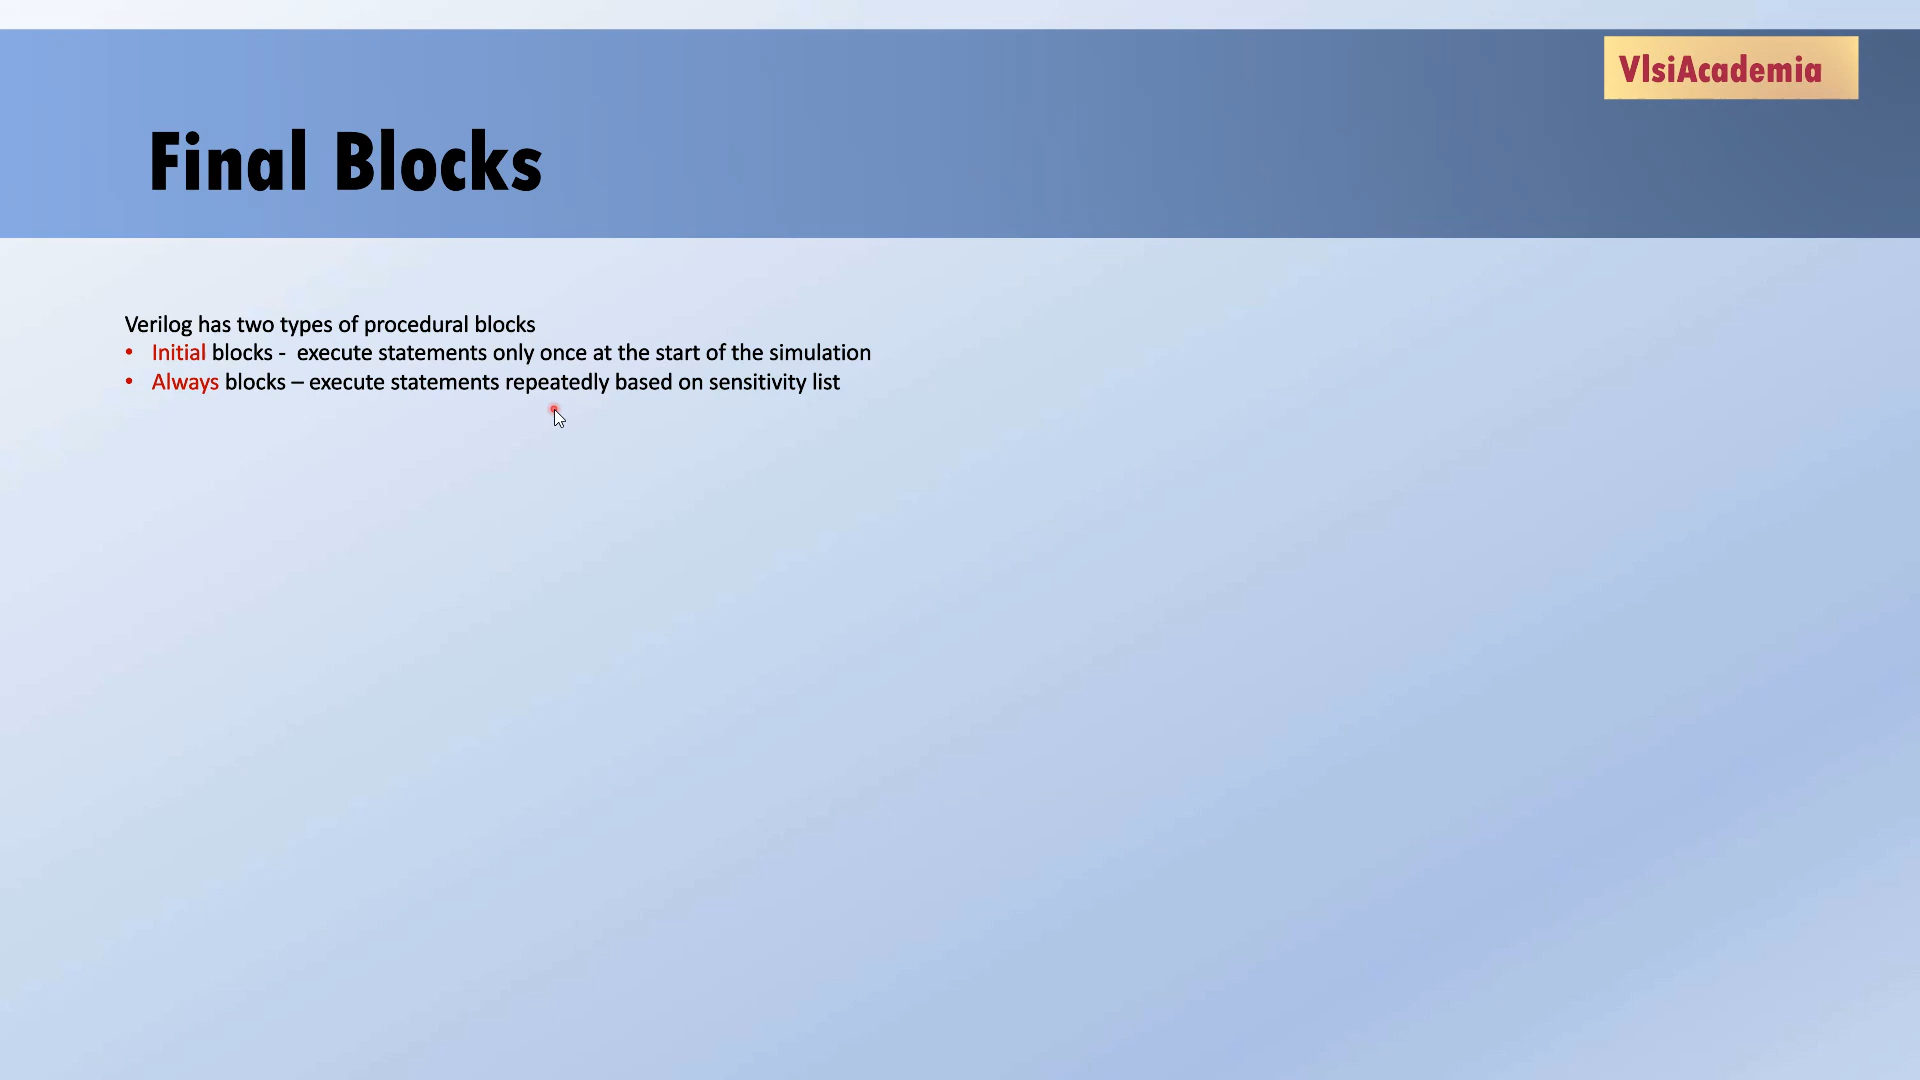 VlsiAcademia
Final Blocks
Verilog has two types of procedural blocks
• Initial blocks - execute statements only once at the start of the simulation
• Always blocks – execute statements repeatedly based on sensitivity list